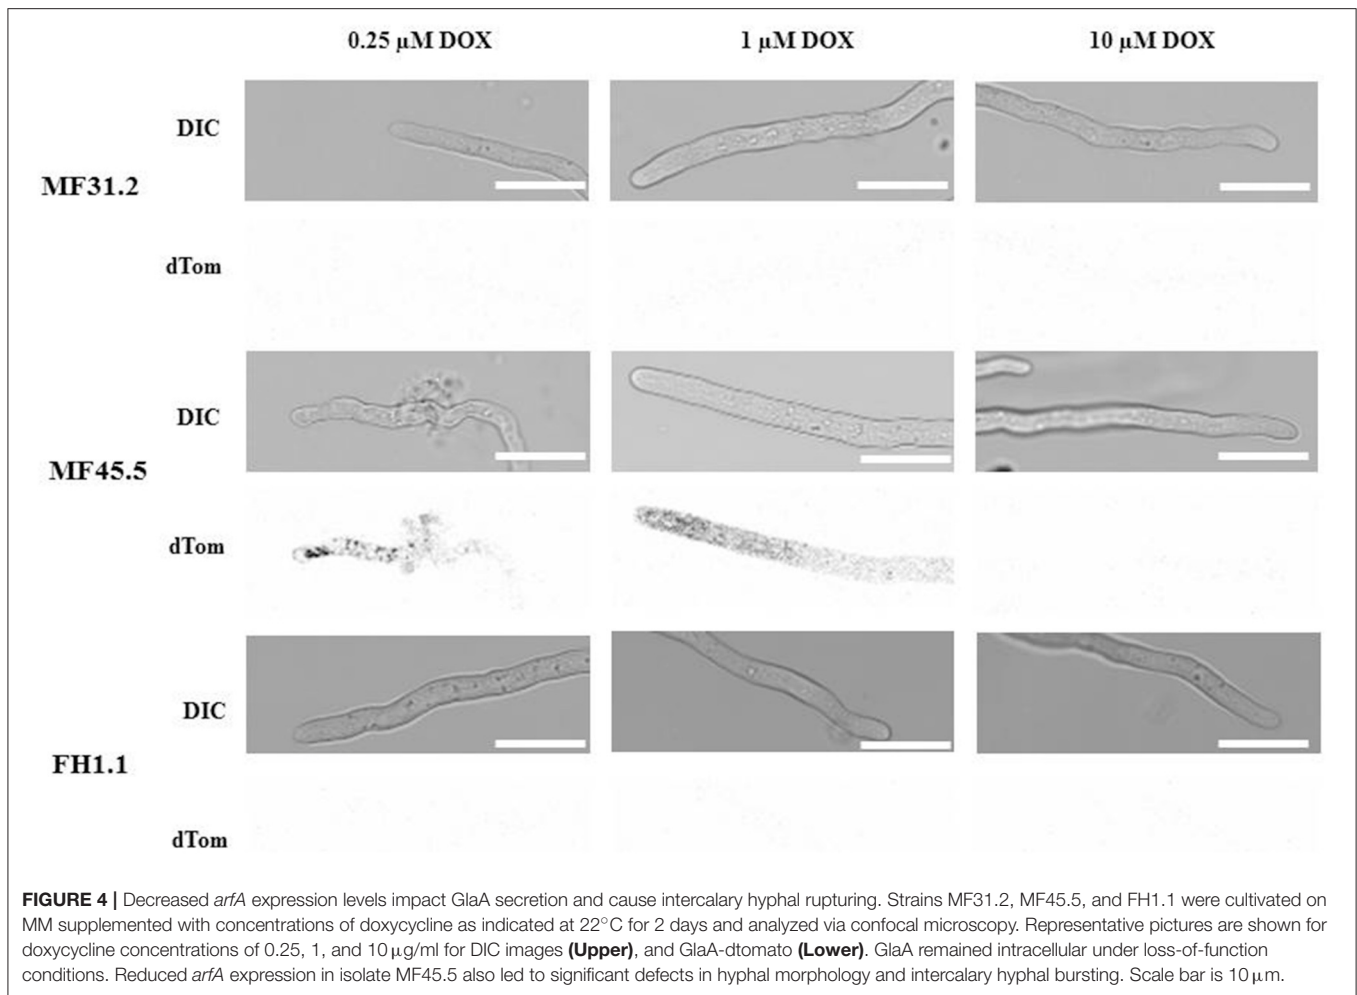 0.25 µM DOX 1 µM DOX 10 µM DOX
DIC
MF31.2
dTom
DIC
MF45.5
dTom
DIC
FH1.1
dTom
FIGURE 4 | Decreased arfA expression levels impact GlaA secretion and cause intercalary hyphal rupturing. Strains MF31.2, MF45.5, and FH1.1 were cultivated on
MM supplemented with concentrations of doxycycline as indicated at 22°C for 2 days and analyzed via confocal microscopy. Representative pictures are shown for
doxycycline concentrations of 0.25, 1, and 10 µg/ml for DIC images (Upper), and GlaA-dtomato (Lower). GlaA remained intracellular under loss-of-function
conditions. Reduced arfA expression in isolate MF45.5 also led to significant defects in hyphal morphology and intercalary hyphal bursting. Scale bar is 10 µm.